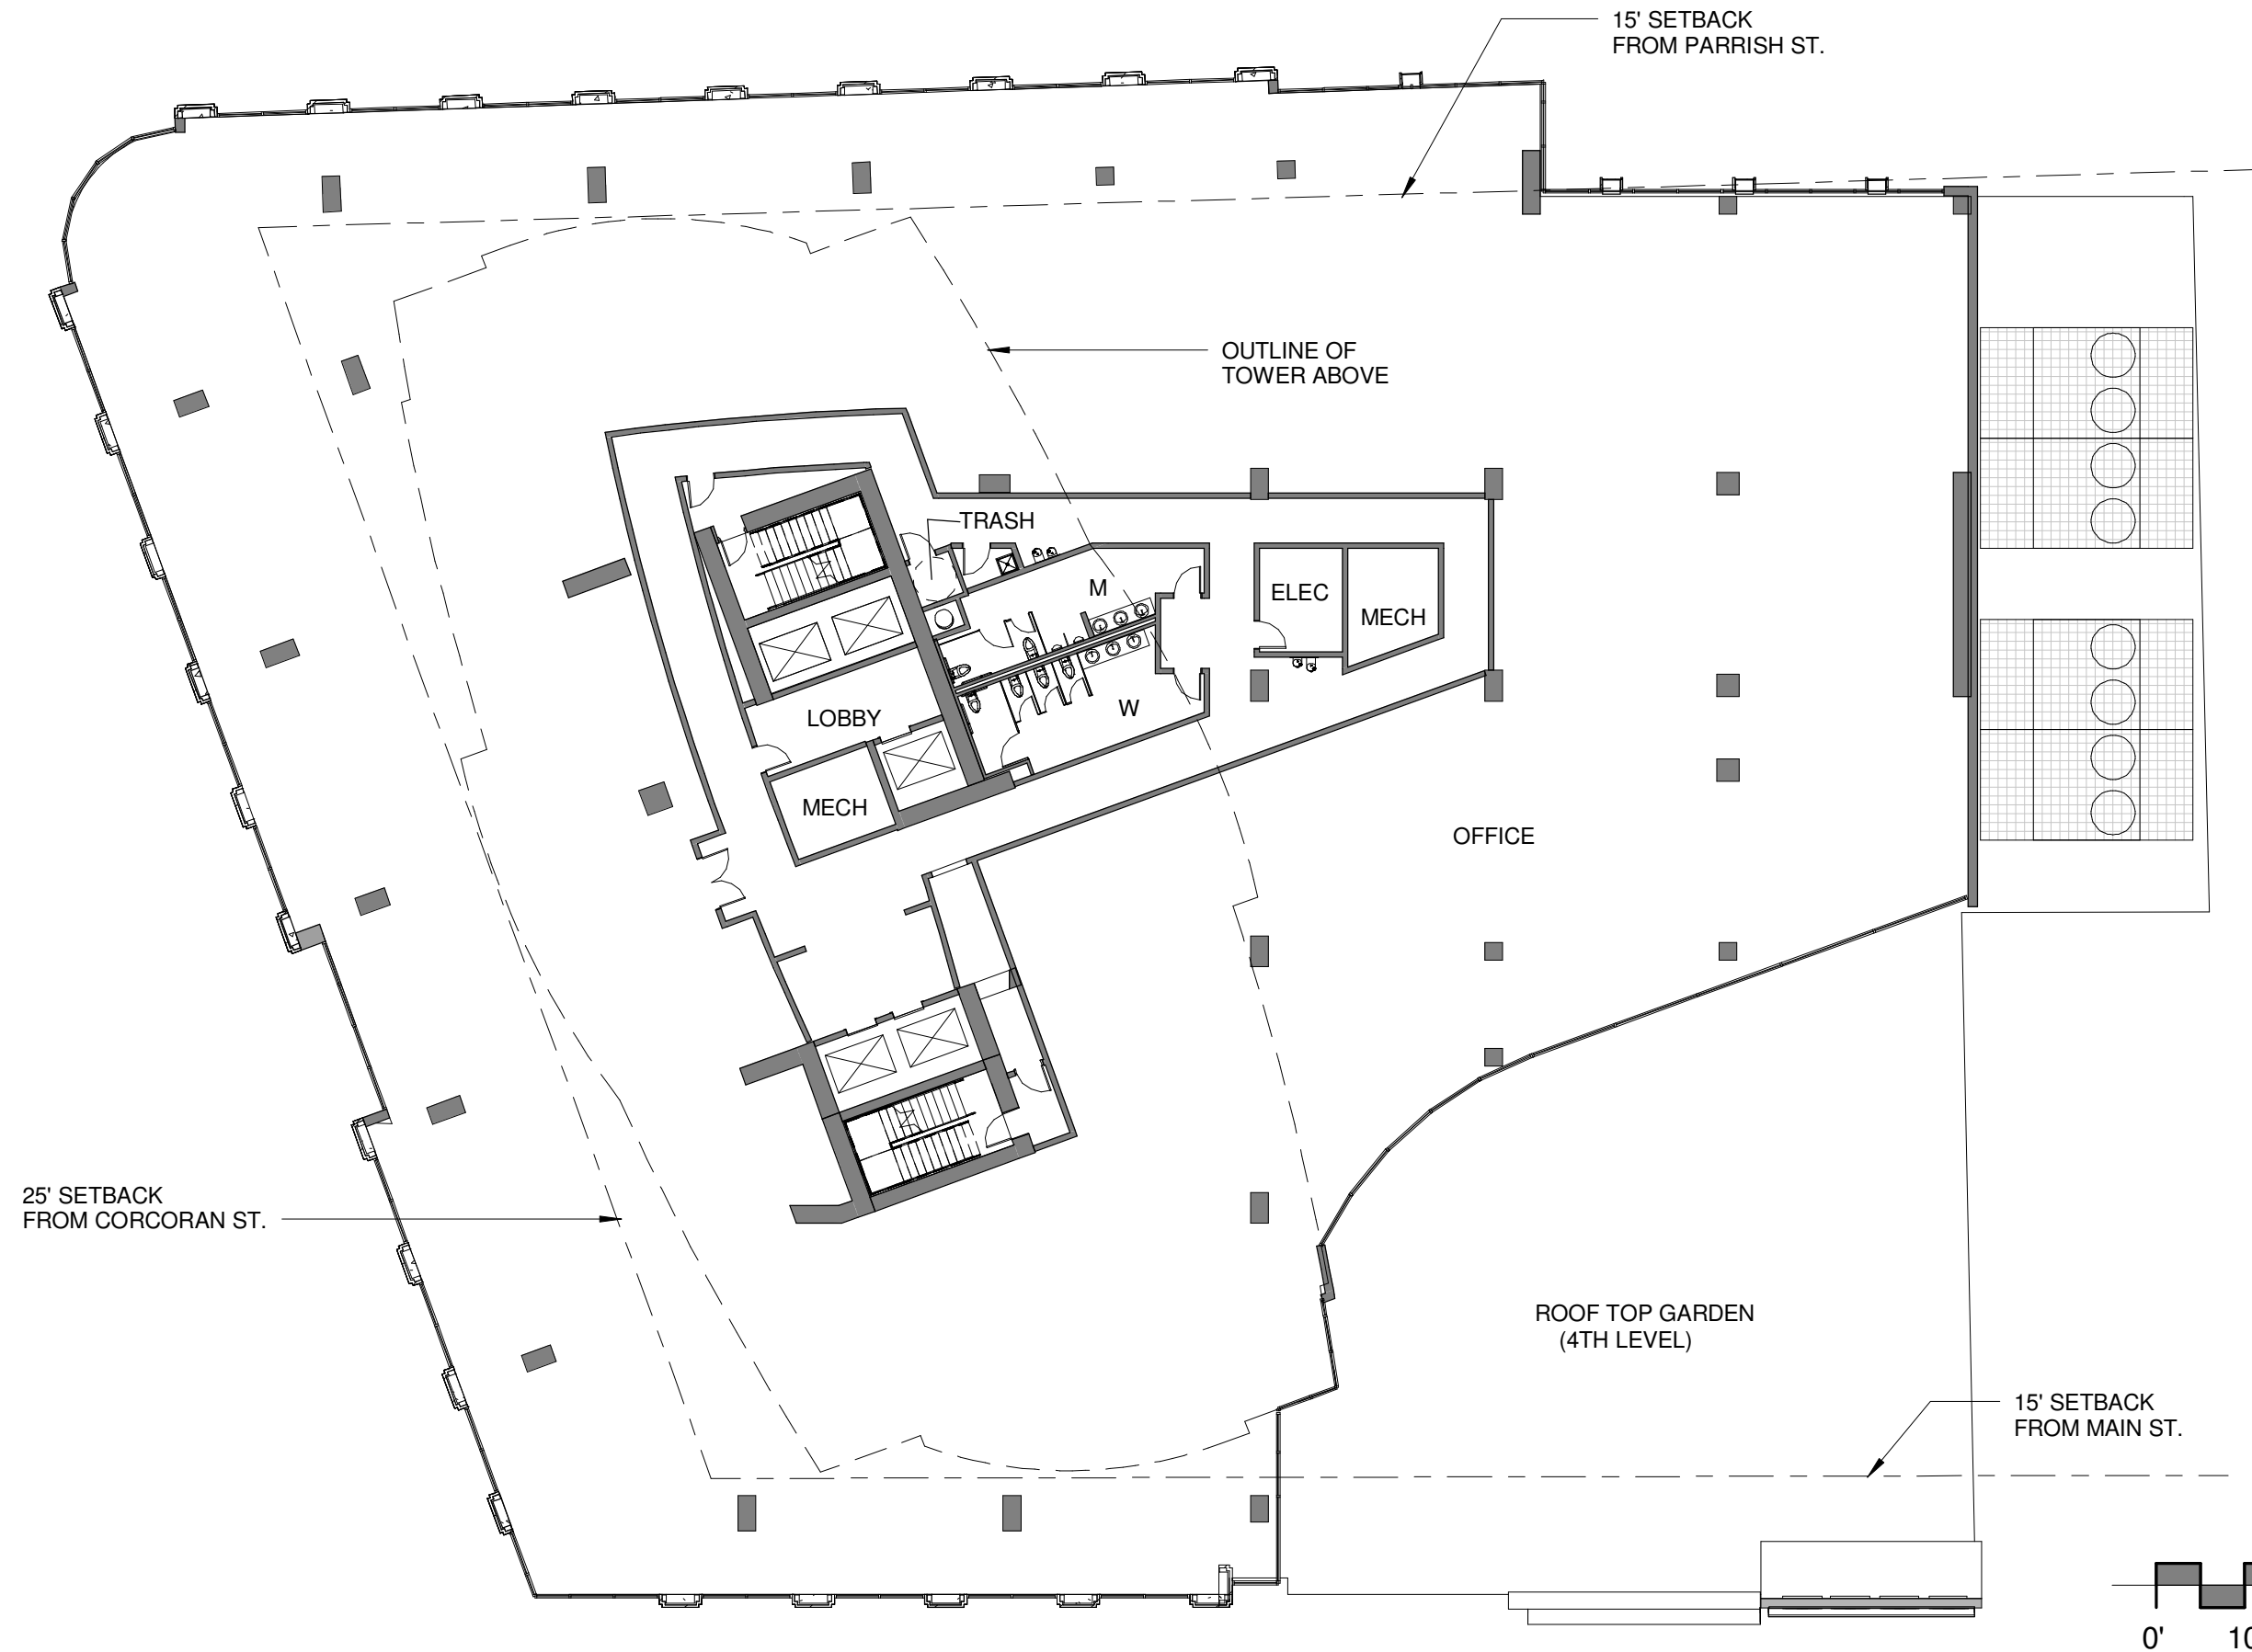 15' SETBACK
FROM PARRISH ST.
OUTLINE OF
TOWER ABOVE
TRASH
M
ELEC
MECH
LOBBY
W
MECH
OFFICE
25' SETBACK
FROM CORCORAN ST.
ROOF TOP GARDEN
(4TH LEVEL)
15' SETBACK
FROM MAIN ST.
0' 10